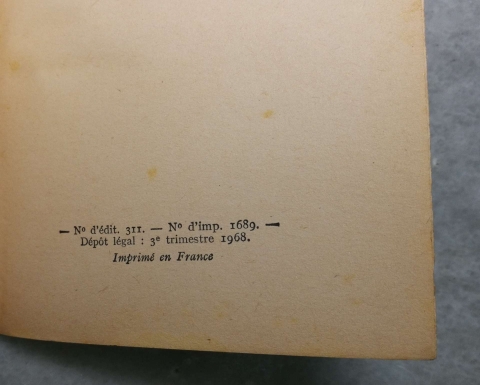 — Nº d'édit. 311. — Nº d'imp. 1689. —
Dépôt légal : 3e trimestre 1968.
Imprimé en France